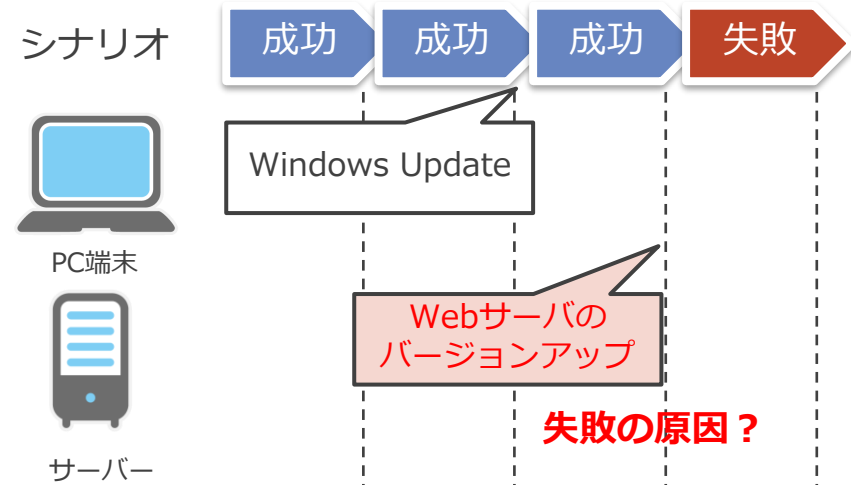 シナリオ
成功
成功
成功
失敗
Windows Update
PC端末
Webサーバの
バージョンアップ
失敗の原因？
サーバー